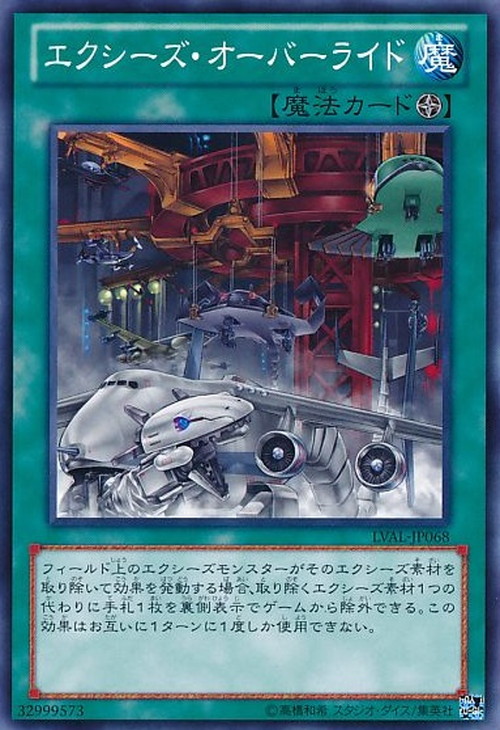 エクシーズ・オーバーライド 魔
【魔法カード】
LVAL-JP068
フィールド上のエクシーズモンスターがそのエクシーズ素材を
取り除いて効果を発動する場合、取り除くエクシーズ素材1つの
代わりに手札1枚を裏側表示でゲームから除外できる。この
効果はお互いに1ターンに1度しか使用できない。
32999573
©高橋和希 スタジオ・ダイス/集英社